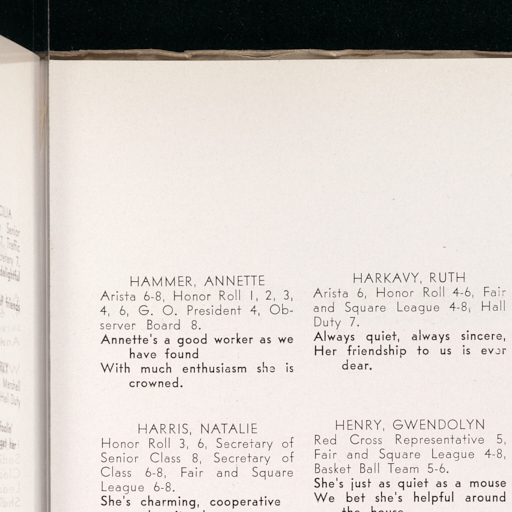 HAMMER, ANNETTE
Arista 6-8, Honor Roll 1, 2, 3,
4, 6, G. O. President 4, Ob-
server Board 8.
Annette's a good worker as we
have found
With much enthusiasm she is
crowned.
HARKAVY, RUTH
Arista 6, Honor Roll 4-6, Fair
and Square League 4-8, Hall
Duty 7.
Always quiet, always sincere,
Her friendship to us is ever
dear.
HARRIS, NATALIE
Honor Roll 3, 6, Secretary of
Senior Class 8, Secretary of
Class 6-8, Fair and Square
League 6-8.
She's charming, cooperative
HENRY, GWENDOLYN
Red Cross Representative 5,
Fair and Square League 4-8,
Basket Ball Team 5-6.
She's just as quiet as a mouse
We bet she's helpful around
the house.